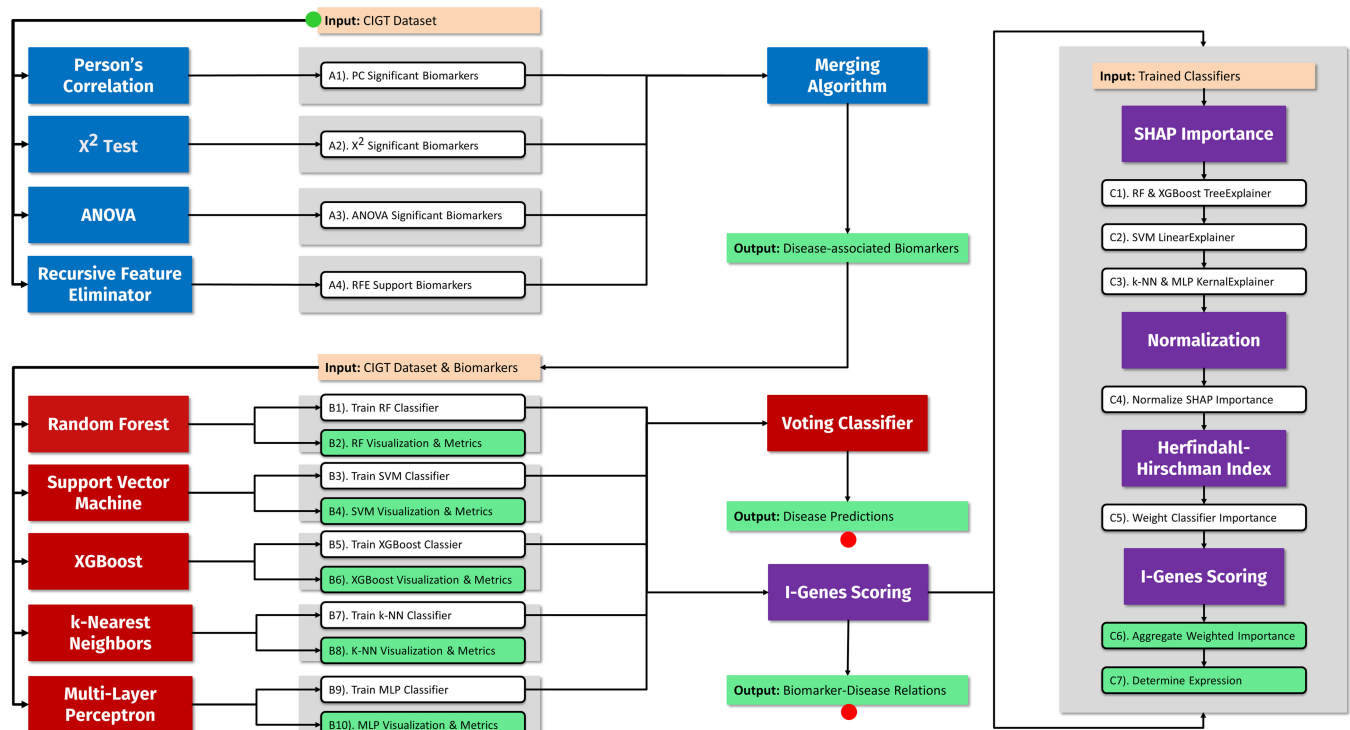 Input: CIGT Dataset
Person's
Correlation
A1). PC Significant Biomarkers
Merging
Algorithm
X² Test
A2). X² Significant Biomarkers
ANOVA
A3). ANOVA Significant Biomarkers
Recursive Feature
Eliminator
A4). RFE Support Biomarkers
Output: Disease-associated Biomarkers
Input: CIGT Dataset & Biomarkers
Random Forest
B1). Train RF Classifier
B2). RF Visualization & Metrics
Support Vector
Machine
B3). Train SVM Classifier
B4). SVM Visualization & Metrics
XGBoost
B5). Train XGBoost Classier
B6). XGBoost Visualization & Metrics
k-Nearest
Neighbors
B7). Train k-NN Classifier
B8). K-NN Visualization & Metrics
Multi-Layer
Perceptron
B9). Train MLP Classifier
B10). MLP Visualization & Metrics
Voting Classifier
Output: Disease Predictions
I-Genes Scoring
Output: Biomarker-Disease Relations
Input: Trained Classifiers
SHAP Importance
C1). RF & XGBoost TreeExplainer
C2). SVM LinearExplainer
C3). k-NN & MLP KernalExplainer
Normalization
C4). Normalize SHAP Importance
Herfindahl-
Hirschman Index
C5). Weight Classifier Importance
I-Genes Scoring
C6). Aggregate Weighted Importance
C7). Determine Expression